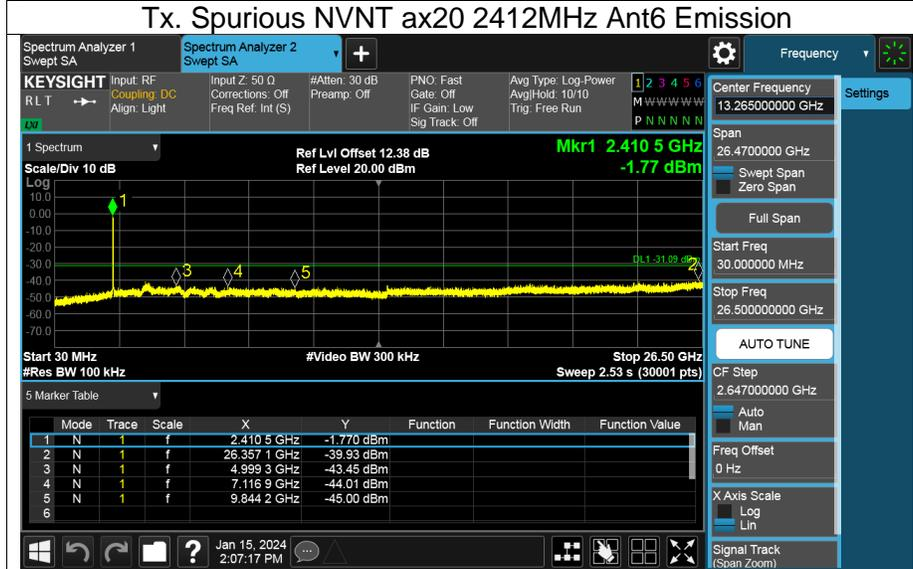 Tx. Spurious NVNT ax20 2412MHz Ant6 Emission
Spectrum Analyzer 1
Swept SA
Spectrum Analyzer 2
Swept SA
Frequency
KEYSIGHT
RLT
LXI
Input: RF
Coupling: DC
Align: Light
Input Z: 50 Ω
Corrections: Off
Freq Ref: Int (S)
#Atten: 30 dB
Preamp: Off
PNO: Fast
Gate: Off
IF Gain: Low
Sig Track: Off
Avg Type: Log-Power
Avg|Hold: 10/10
Trig: Free Run
1 2 3 4 5 6
M W W W W W
P N N N N N
Settings
1 Spectrum
Scale/Div 10 dB
Ref Lvl Offset 12.38 dB
Ref Level 20.00 dBm
Mkr1 2.410 5 GHz
-1.77 dBm
Log
10.0
0.00
-10.0
-20.0
-30.0
-40.0
-50.0
-60.0
-70.0
1
3
4
5
2
DL1 -31.09 dBm
Start 30 MHz
#Res BW 100 kHz
#Video BW 300 kHz
Stop 26.50 GHz
Sweep 2.53 s (30001 pts)
5 Marker Table
Mode Trace Scale X Y Function Function Width Function Value
1 N 1 f 2.410 5 GHz -1.770 dBm
2 N 1 f 26.357 1 GHz -39.93 dBm
3 N 1 f 4.999 3 GHz -43.45 dBm
4 N 1 f 7.116 9 GHz -44.01 dBm
5 N 1 f 9.844 2 GHz -45.00 dBm
6
Jan 15, 2024
2:07:17 PM
Center Frequency
13.265000000 GHz
Span
26.4700000 GHz
Swept Span
Zero Span
Full Span
Start Freq
30.000000 MHz
Stop Freq
26.500000000 GHz
AUTO TUNE
CF Step
2.647000000 GHz
Auto
Man
Freq Offset
0 Hz
X Axis Scale
Log
Lin
Signal Track
(Span Zoom)